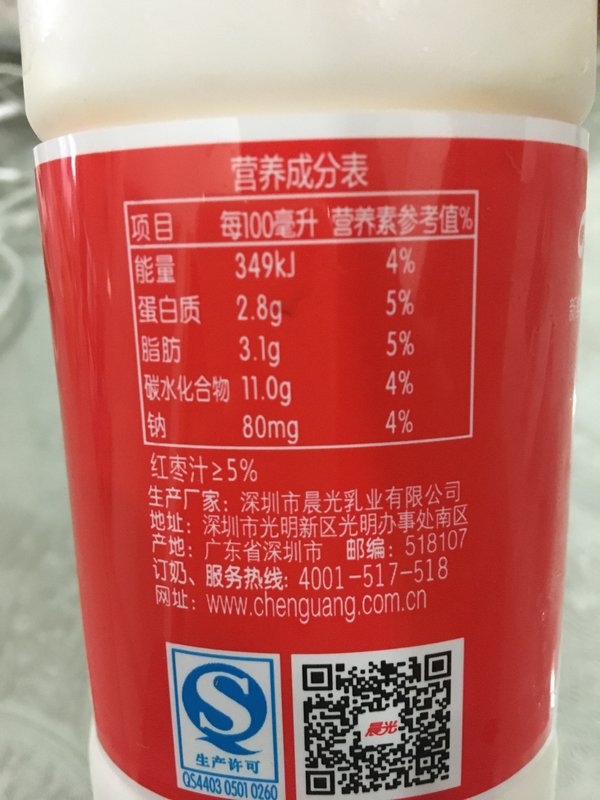 营养成分表
项目 每100毫升 营养素参考值%
能量 349kJ 4%
蛋白质 2.8g 5%
脂肪 3.1g 5%
碳水化合物 11.0g 4%
钠 80mg 4%
红枣汁≥5%
生产厂家：深圳市晨光乳业有限公司
地址：深圳市光明新区光明办事处南区
产地：广东省深圳市 邮编：518107
订奶、服务热线：4001-517-518
网址：www.chenguang.com.cn
生产许可
晨光
QS4403 0501 0260